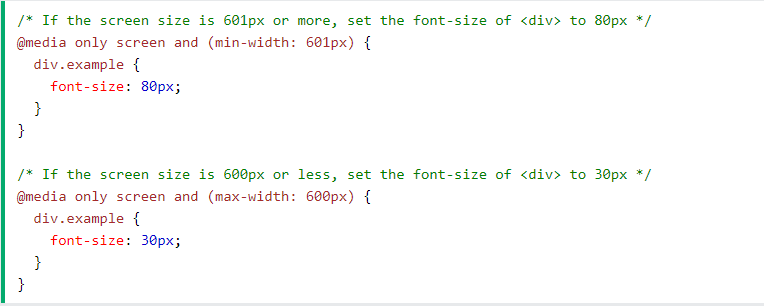 /* If the screen size is 601px or more, set the font-size of <div> to 80px */
@media only screen and (min-width: 601px) {
  div.example {
    font-size: 80px;
  }
}

/* If the screen size is 600px or less, set the font-size of <div> to 30px */
@media only screen and (max-width: 600px) {
  div.example {
    font-size: 30px;
  }
}